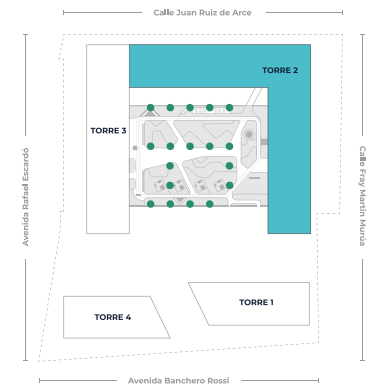 Calle Juan Ruiz de Arce
TORRE 2
TORRE 3
Avenida Rafael Escardó
Calle Fray Martin Murúa
TORRE 1
TORRE 4
Avenida Banchero Rossi